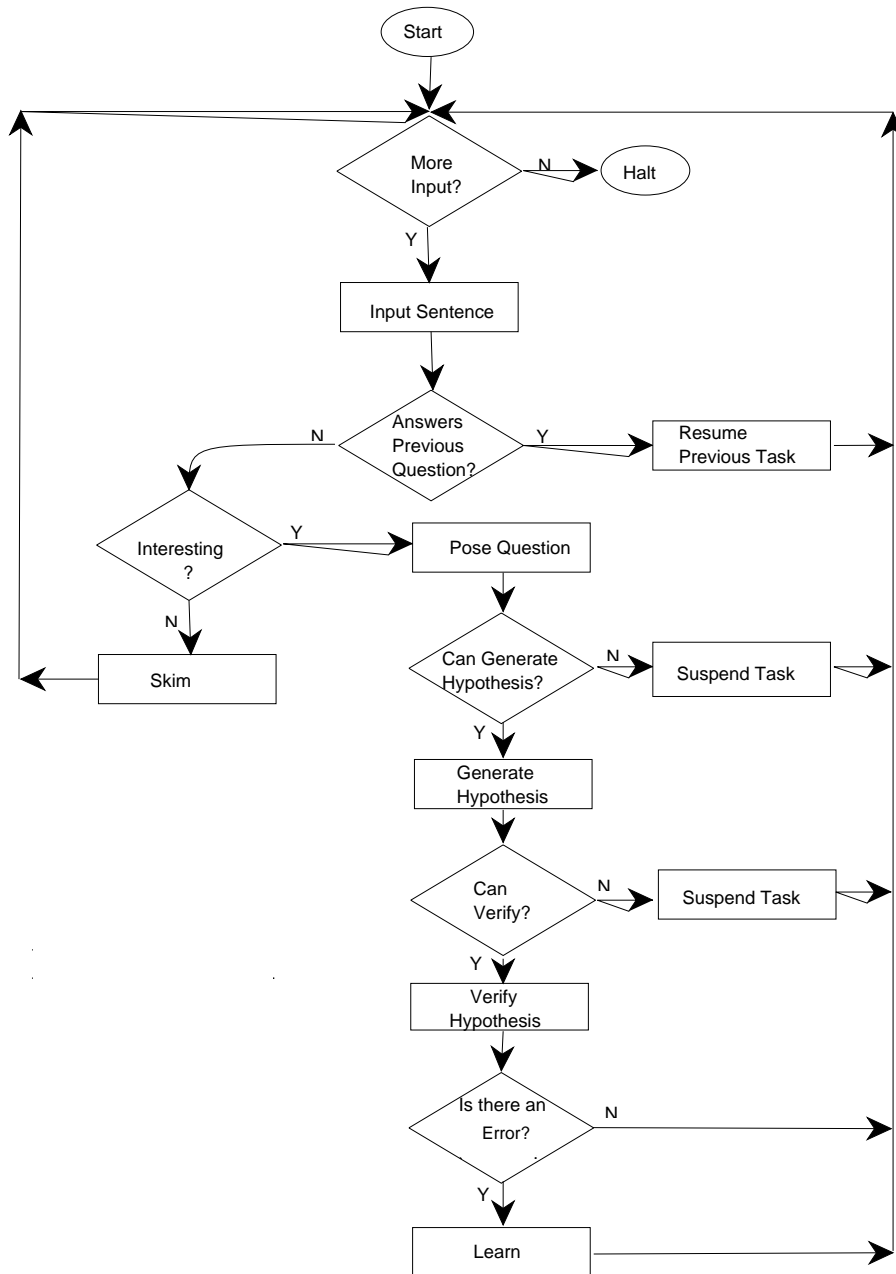 Start
More
Input?
N
Halt
Y
Input Sentence
Answers
Previous
Question?
N
Y
Resume
Previous Task
Interesting
?
Y
Pose Question
N
Skim
Can Generate
Hypothesis?
N
Suspend Task
Y
Generate
Hypothesis
Can
Verify?
N
Suspend Task
Y
Verify
Hypothesis
Is there an
Error?
N
Y
Learn